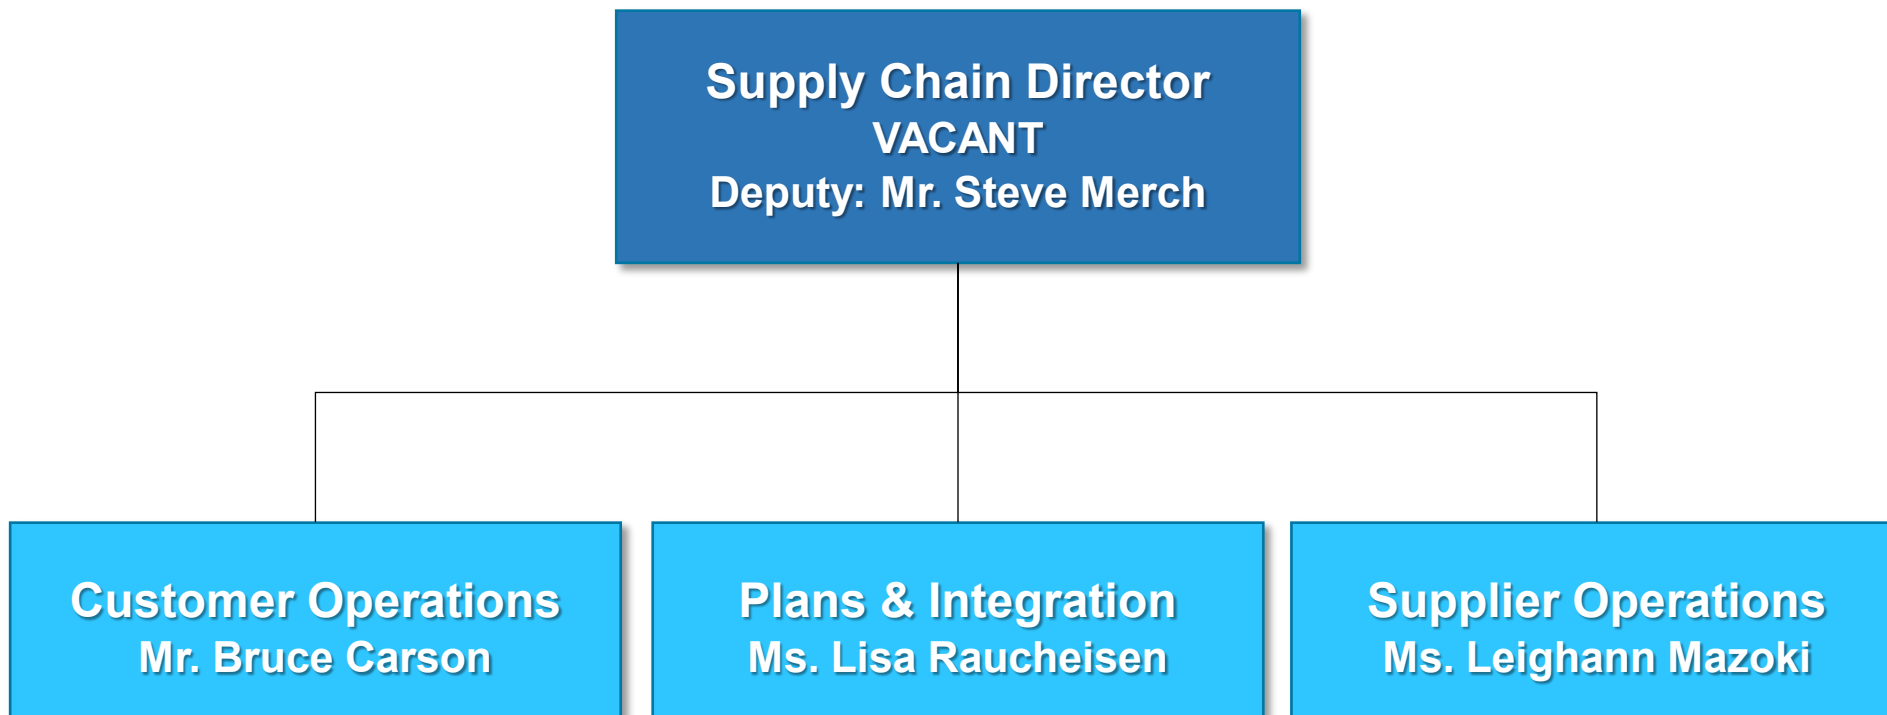 Supply Chain Director
VACANT
Deputy: Mr. Steve Merch
Customer Operations
Mr. Bruce Carson
Plans & Integration
Ms. Lisa Raucheisen
Supplier Operations
Ms. Leighann Mazoki